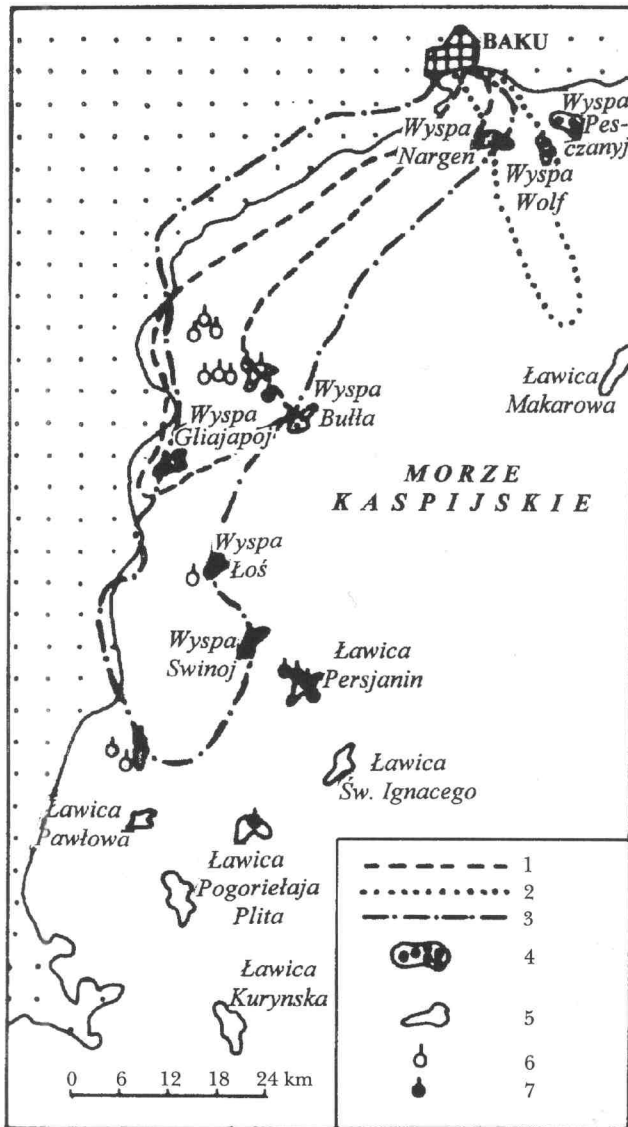 BAKU
Wyspa
Pes-
czanyj
Wyspa
Nargen
Wyspa
Wolf
Ławica
Makarowa
Wyspa
Bułła
Wyspa
Gliajapoj
MORZE
KASPIJSKIE
Wyspa
Łoś
Wyspa
Swinoj
Ławica
Persjanin
Ławica
Św. Ignacego
Ławica
Pawłowa
Ławica
Pogoriełaja
Plita
Ławica
Kurynska
0 6 12 18 24 km
1
2
3
4
5
6
7